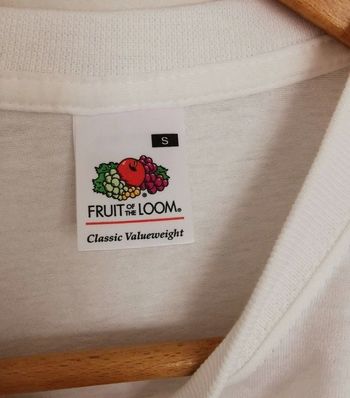 S
FRUIT OF THE LOOM®
Classic Valueweight